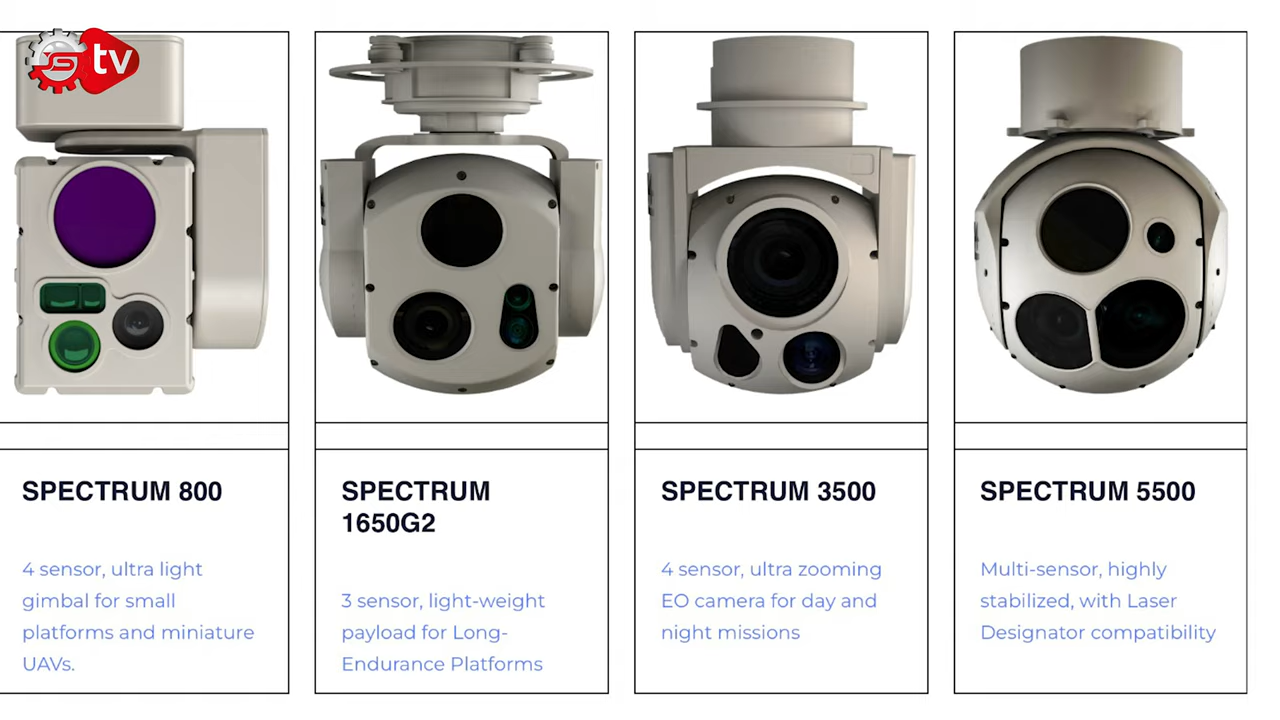 tv
SPECTRUM 800
4 sensor, ultra light
gimbal for small
platforms and miniature
UAVs.
SPECTRUM
1650G2
3 sensor, light-weight
payload for Long-
Endurance Platforms
SPECTRUM 3500
4 sensor, ultra zooming
EO camera for day and
night missions
SPECTRUM 5500
Multi-sensor, highly
stabilized, with Laser
Designator compatibility